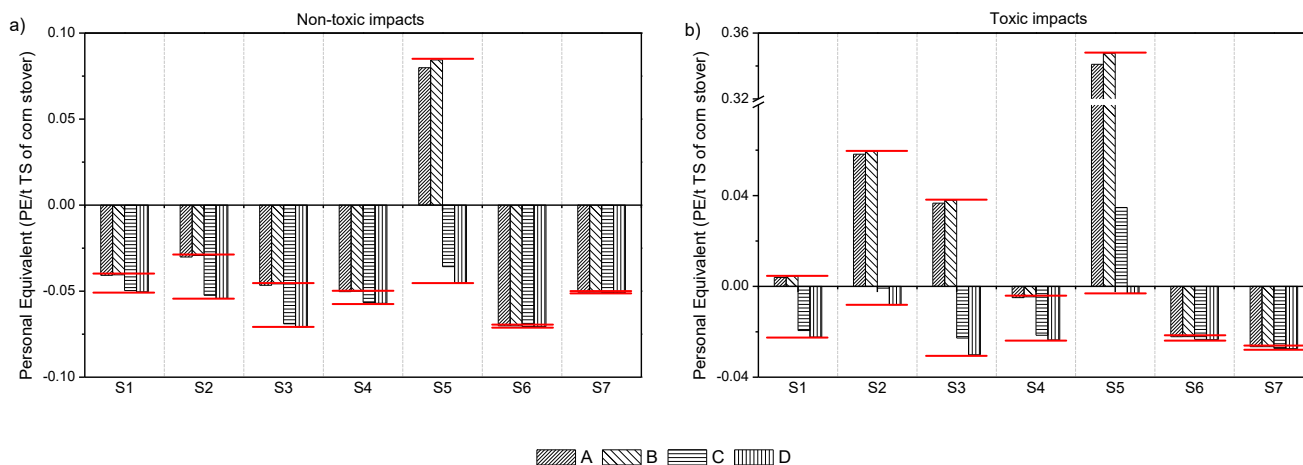 a)
Non-toxic impacts
Personal Equivalent (PE/t TS of corn stover)
0.10
0.05
0.00
-0.05
-0.10
S1 S2 S3 S4 S5 S6 S7
b)
Toxic impacts
Personal Equivalent (PE/t TS of corn stover)
0.36
0.32
0.04
0.00
-0.04
S1 S2 S3 S4 S5 S6 S7
A B C D